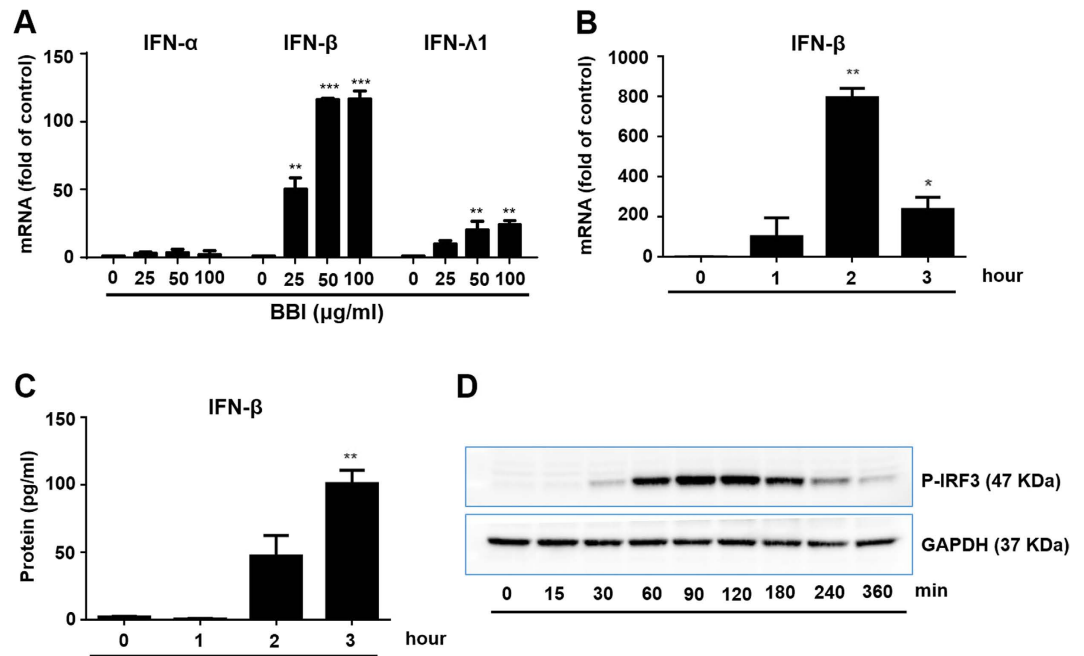 A
IFN-α IFN-β IFN-λ1
mRNA (fold of control)
150
100
50
0
** *** *** ** **
0 25 50 100 0 25 50 100 0 25 50 100
BBI (µg/ml)
B
IFN-β
mRNA (fold of control)
1000
800
600
400
200
0
** *
0 1 2 3 hour
C
IFN-β
Protein (pg/ml)
150
100
50
0
**
0 1 2 3 hour
D
P-IRF3 (47 KDa)
GAPDH (37 KDa)
0 15 30 60 90 120 180 240 360 min